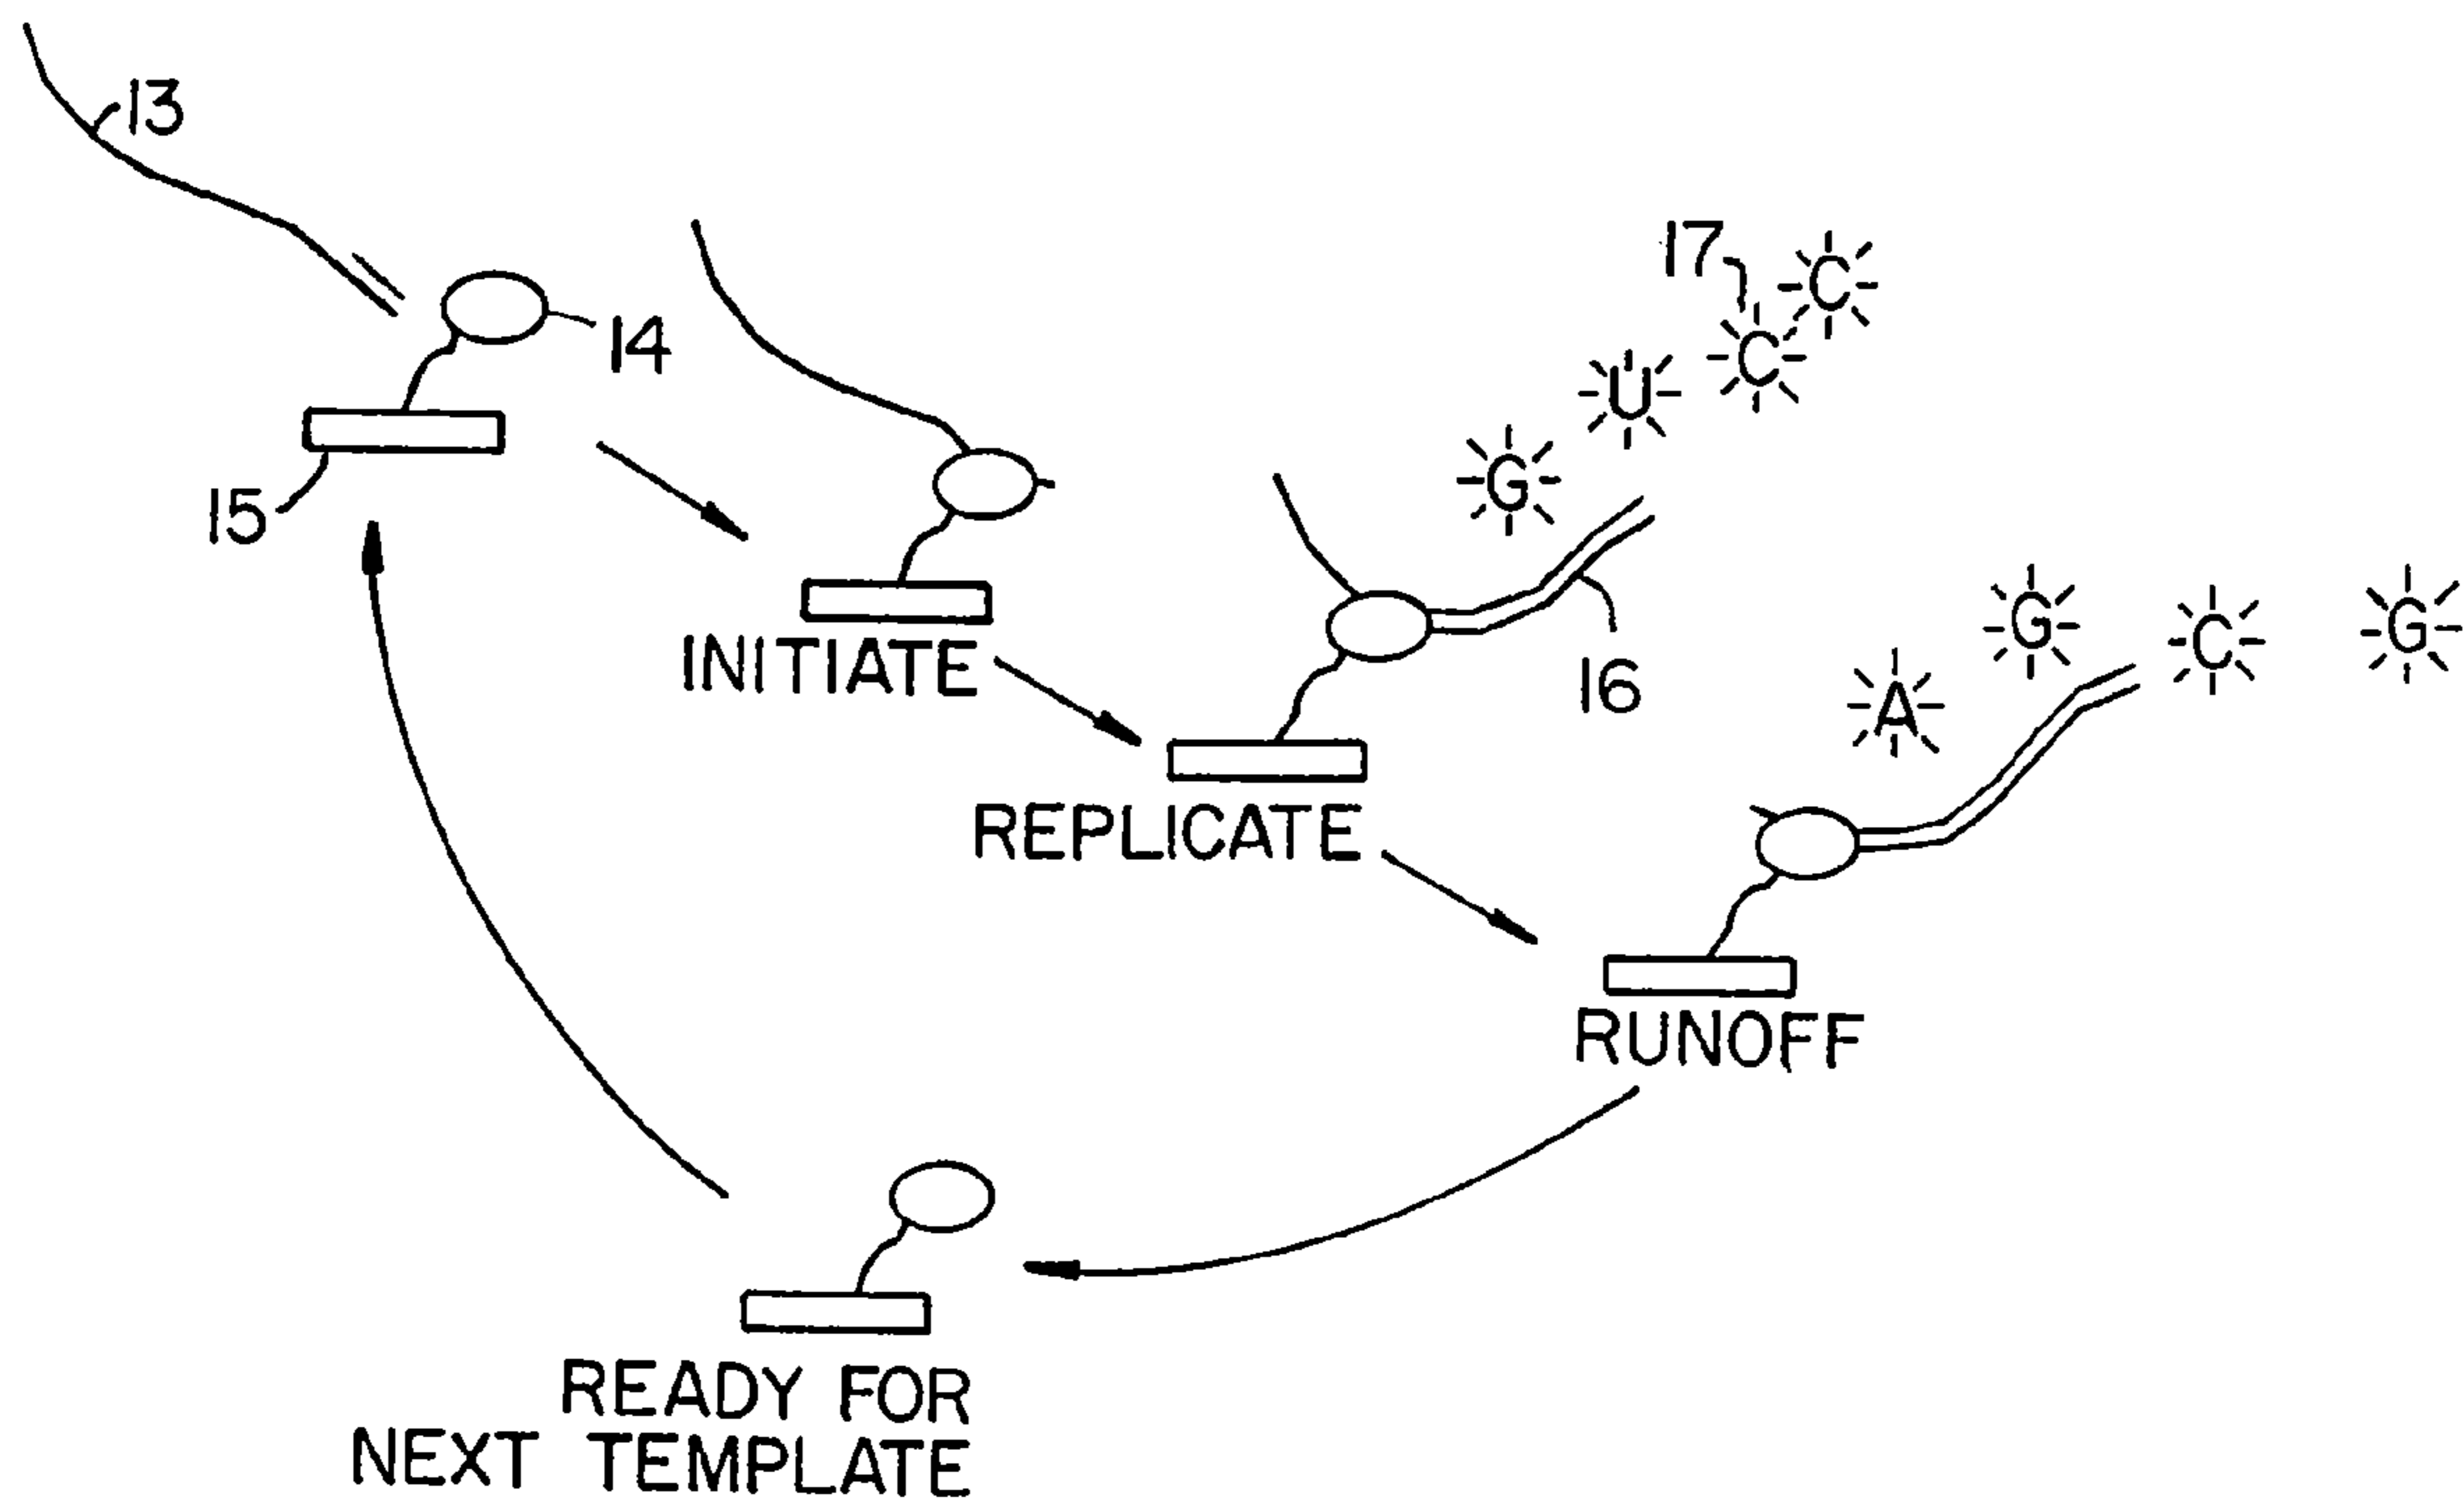 13
14
15
INITIATE
17
C
C
U
G
16
REPLICATE
G
C
G
A
RUNOFF
READY FOR
NEXT TEMPLATE